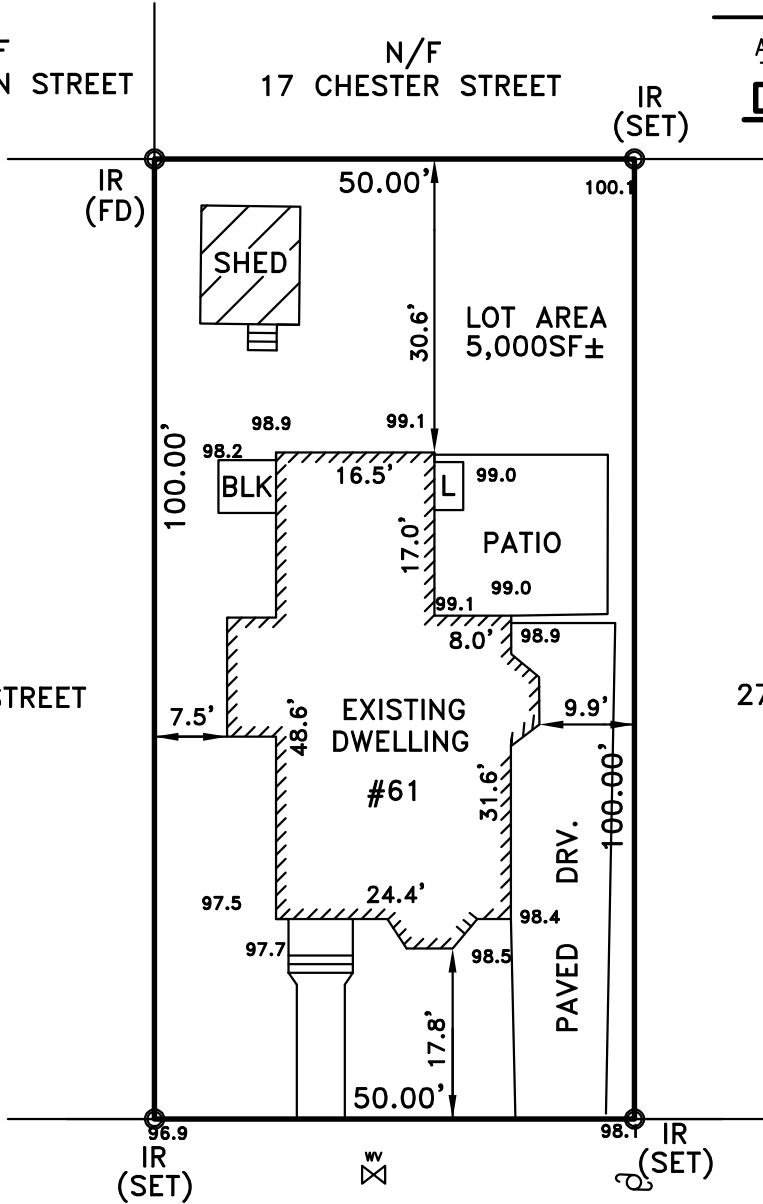 N/F
17 CHESTER STREET
N STREET
IR
(SET)
IR
(FD)
50.00'
100.1
SHED
30.6'
LOT AREA
5,000SF±
98.9
99.1
98.2
100.00'
BLK
16.5'
L
99.0
17.0'
PATIO
99.0
99.1
8.0'
98.9
STREET
7.5'
48.6'
EXISTING
DWELLING
#61
9.9'
27
31.6'
100.00'
24.4'
97.5
98.4
97.7
98.5
PAVED DRV.
17.8'
50.00'
96.9
98.1
IR
(SET)
WV
IR
(SET)